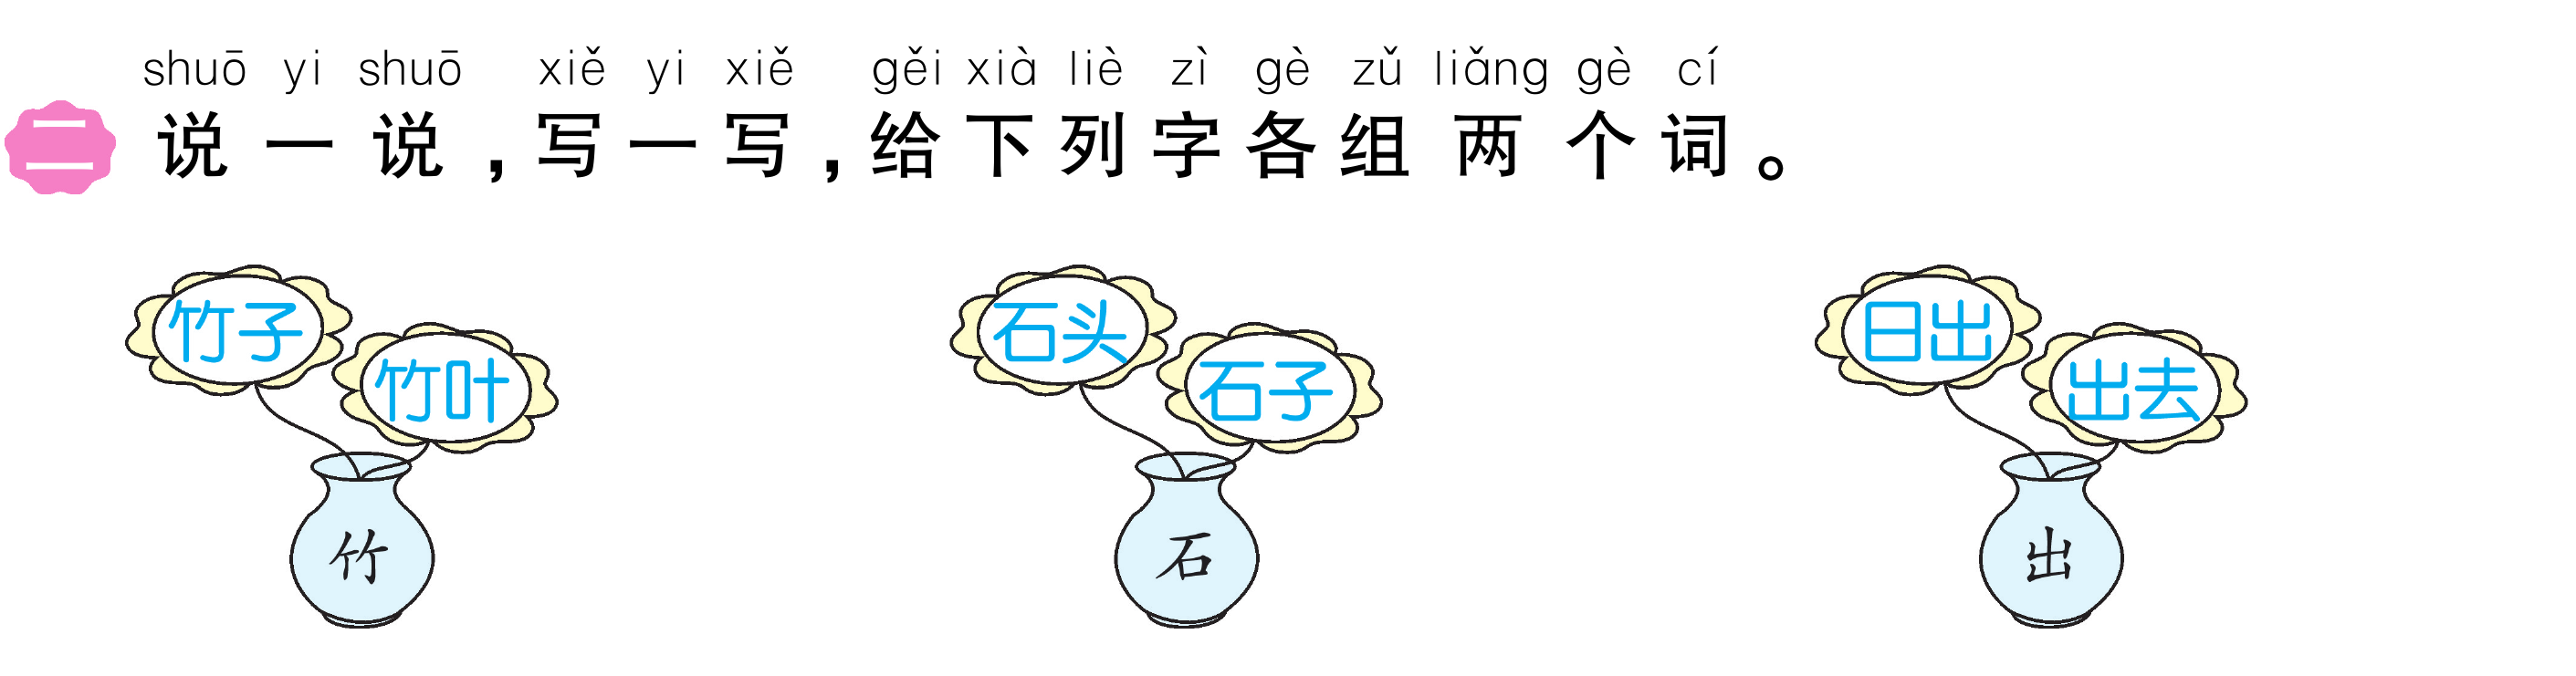 shuō yi shuō xiě yi xiě gěi xià liè zì gè zǔ liǎng gè cí
二 说一说，写一写，给下列字各组两个词。
竹子 石头 日出
竹叶 石子 出去
竹 石 出